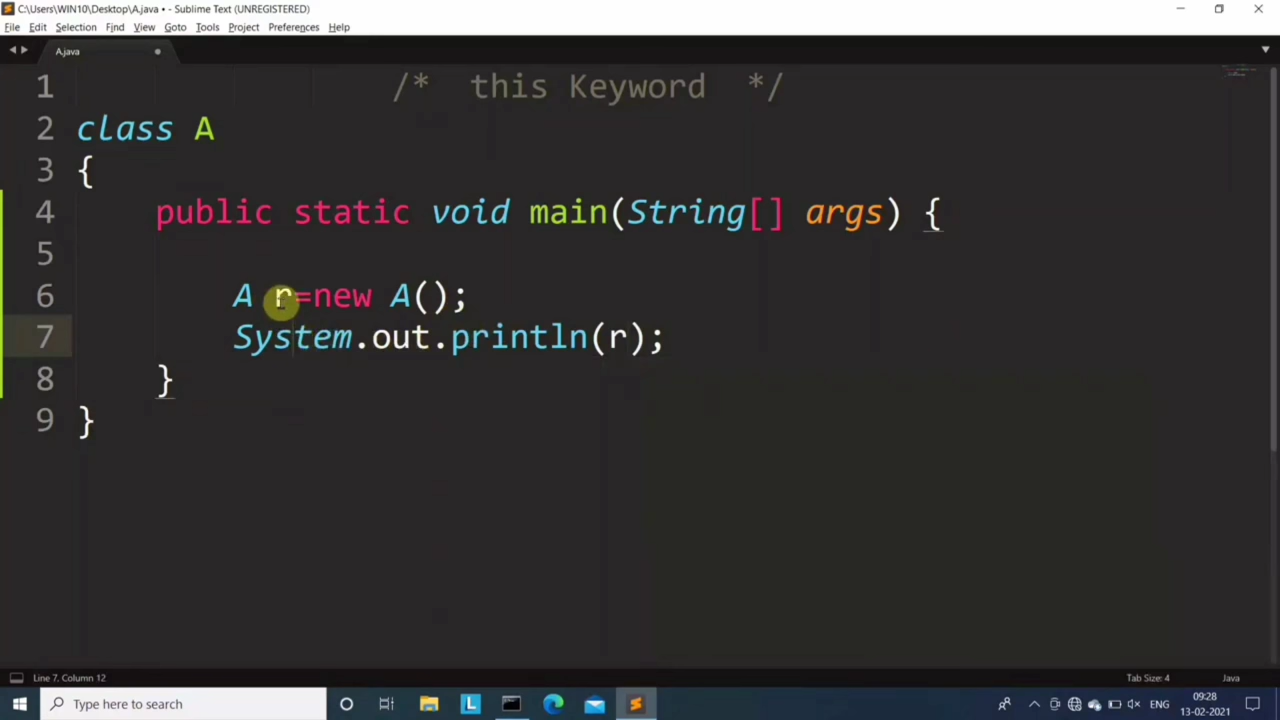 C:\Users\WIN10\Desktop\A.java • - Sublime Text (UNREGISTERED)
File Edit Selection Find View Goto Tools Project Preferences Help
A.java
1 /* this Keyword */
2 class A
3 {
4 public static void main(String[] args) {
5
6 A r=new A();
7 System.out.println(r);
8 }
9 }
Line 7, Column 12 Tab Size: 4 Java
Type here to search L ENG 09:28
13-02-2021